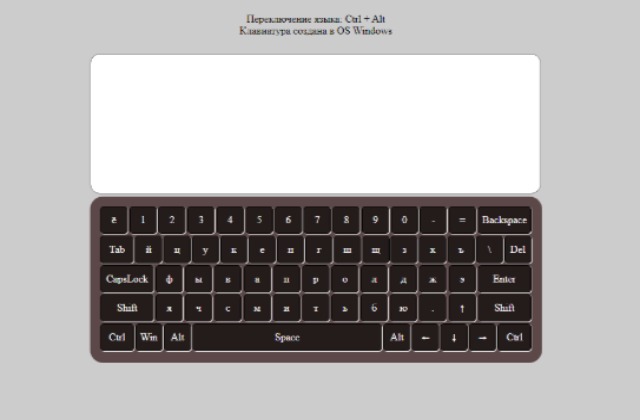 Переключение языка: Ctrl + Alt
Клавиатура создана в OS Windows
ё 1 2 3 4 5 6 7 8 9 0 - = Backspace
Tab й ц у к е н г ш щ з х ъ \ Del
CapsLock ф ы в а п р о л д ж э Enter
Shift я ч с м и т ь б ю . ↑ Shift
Ctrl Win Alt Space Alt ← ↓ → Ctrl